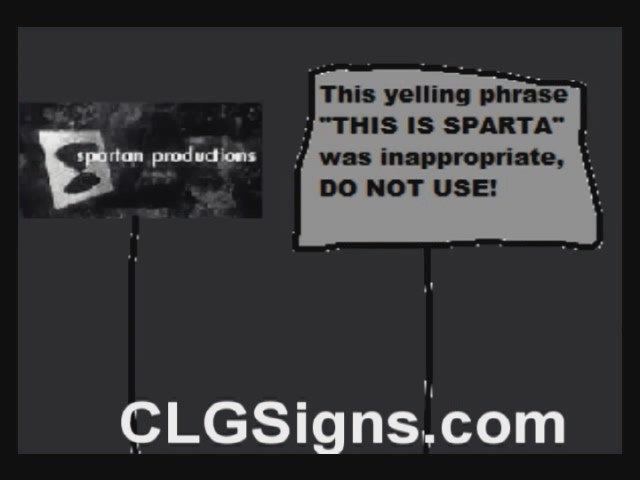 spartan productions
This yelling phrase
"THIS IS SPARTA"
was inappropriate,
DO NOT USE!
CLGSigns.com